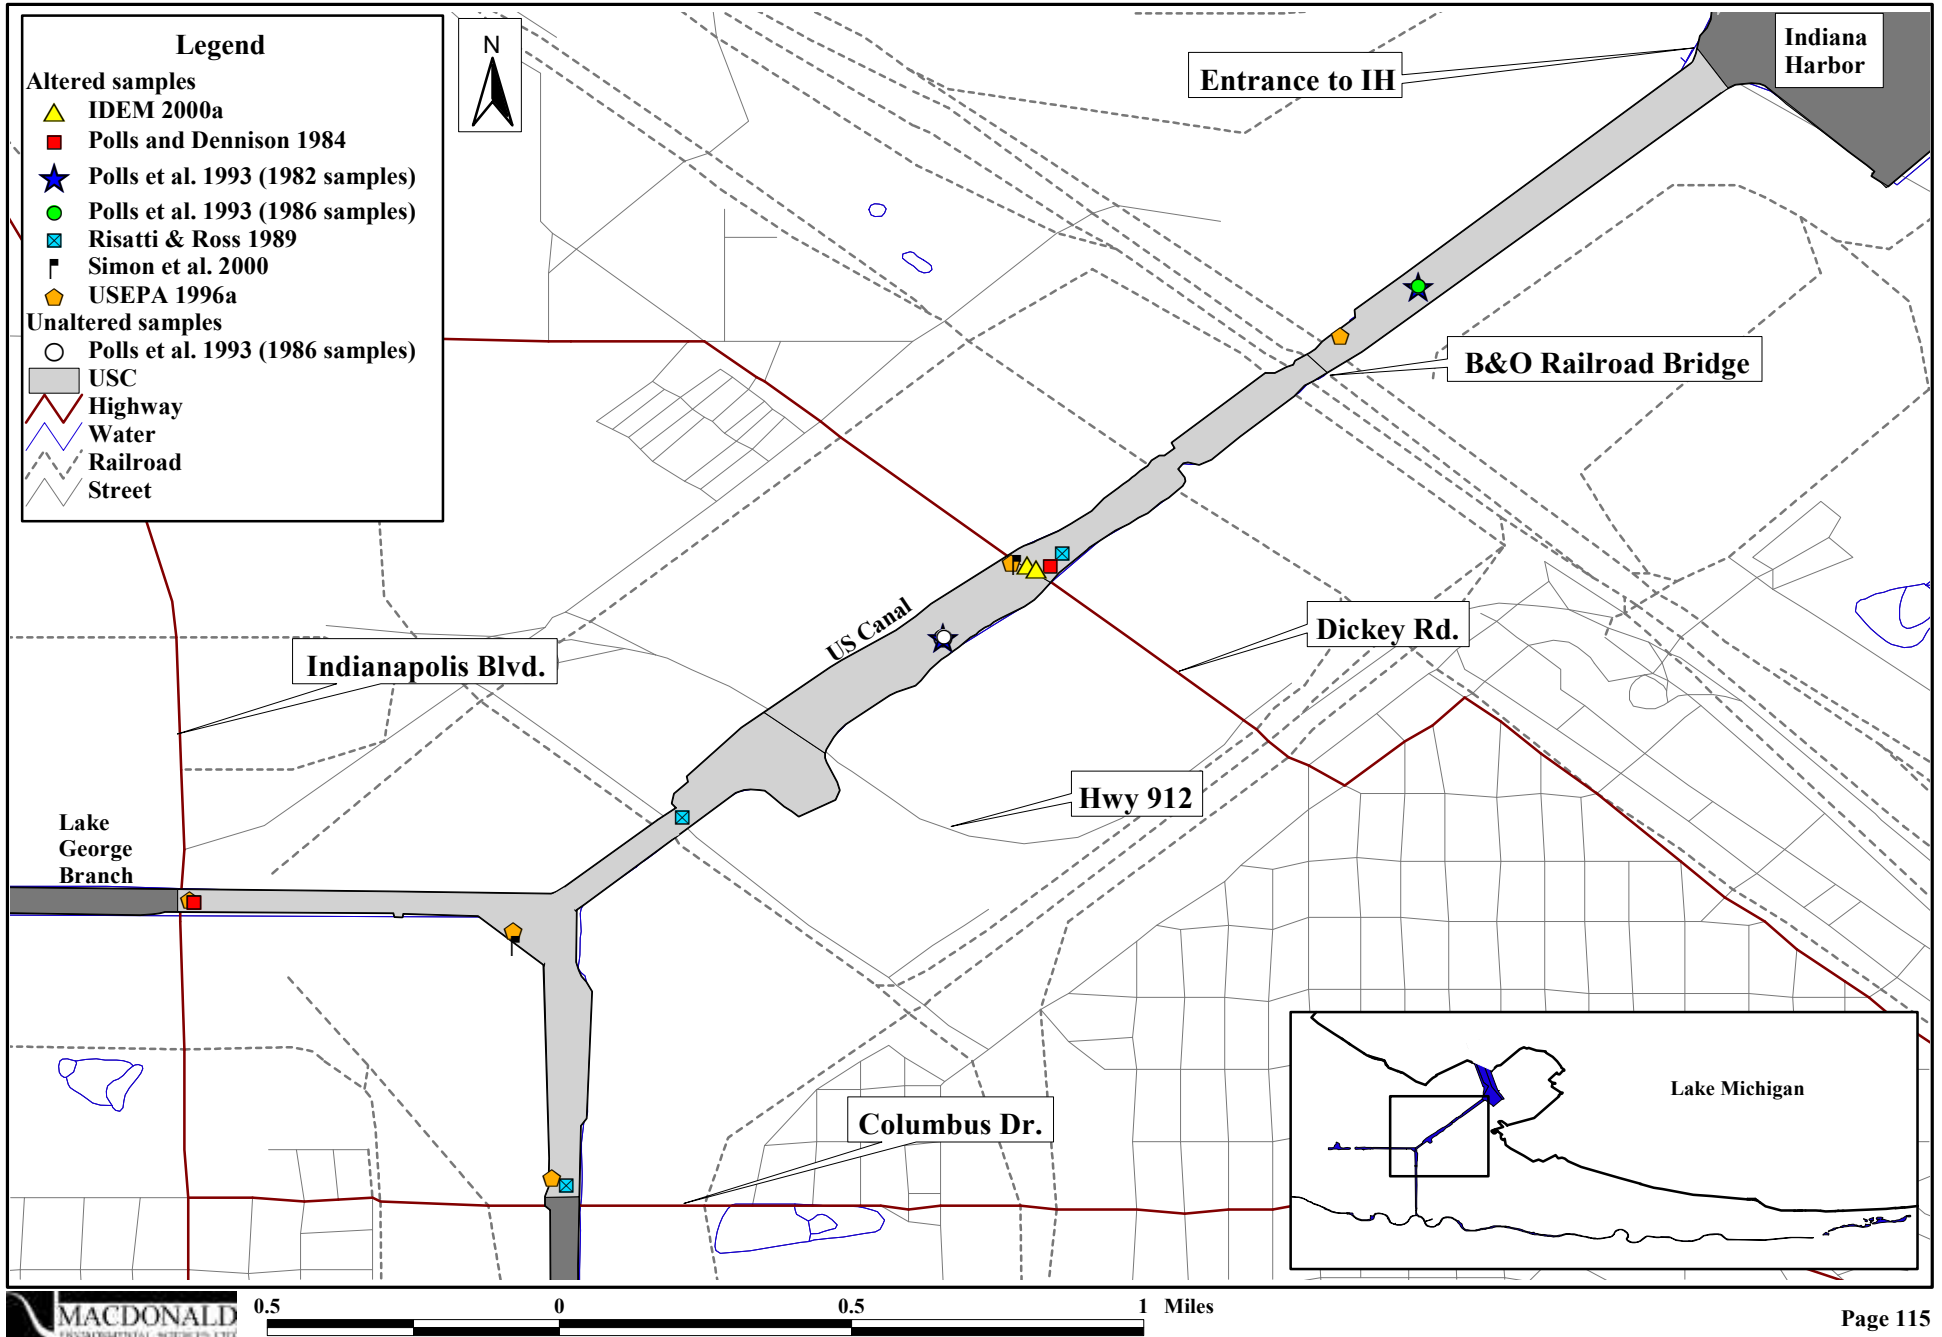 Legend
Altered samples
IDEM 2000a
Polls and Dennison 1984
Polls et al. 1993 (1982 samples)
Polls et al. 1993 (1986 samples)
Risatti & Ross 1989
Simon et al. 2000
USEPA 1996a
Unaltered samples
Polls et al. 1993 (1986 samples)
USC
Highway
Water
Railroad
Street
N
Entrance to IH
Indiana
Harbor
B&O Railroad Bridge
US Canal
Dickey Rd.
Indianapolis Blvd.
Hwy 912
Lake
George
Branch
Columbus Dr.
Lake Michigan
MACDONALD
ENVIRONMENTAL SCIENCES LTD
0.5 0 0.5 1 Miles
Page 115